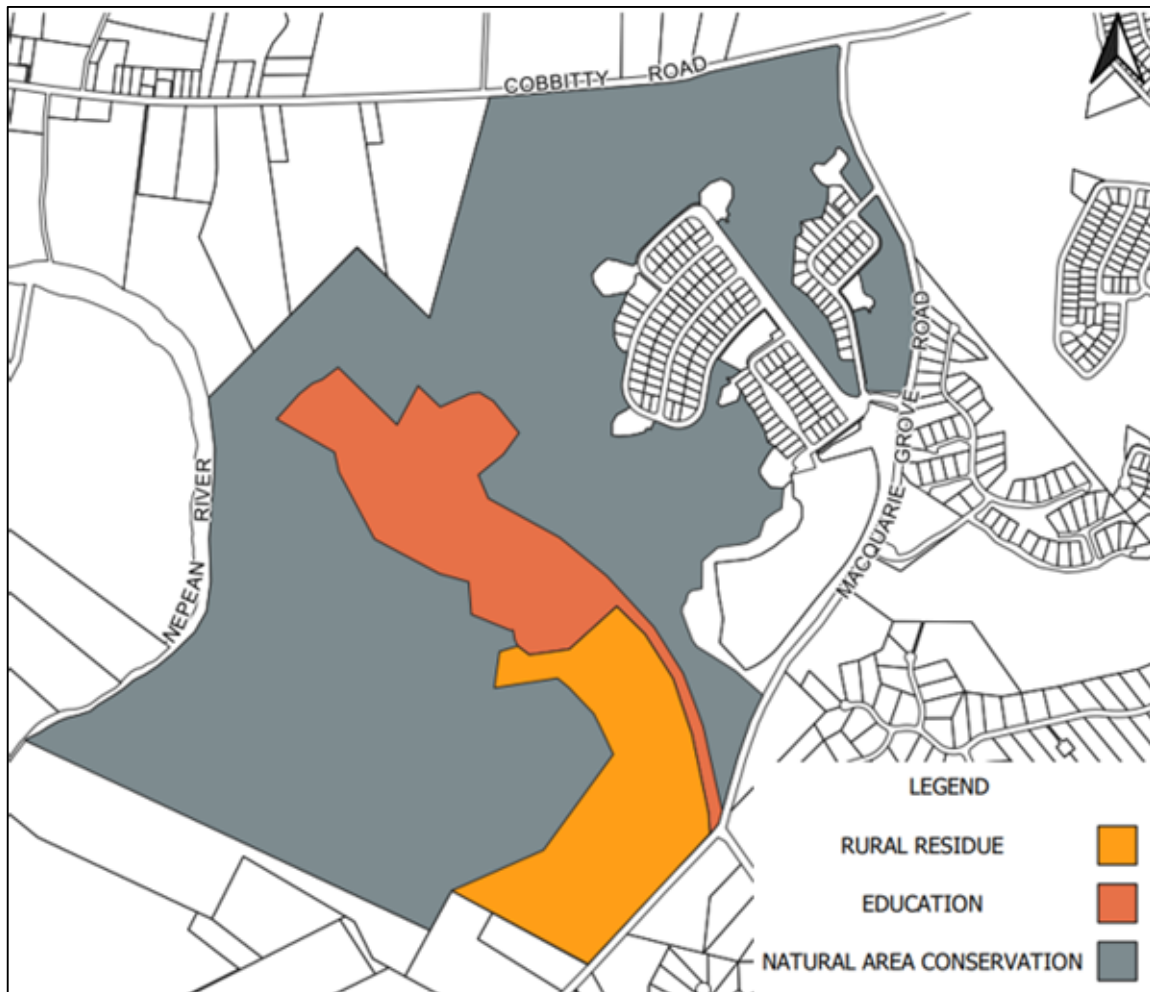 COBBITTY ROAD
NEPEAN RIVER
MACQUARIE GROVE ROAD
LEGEND
RURAL RESIDUE
EDUCATION
NATURAL AREA CONSERVATION